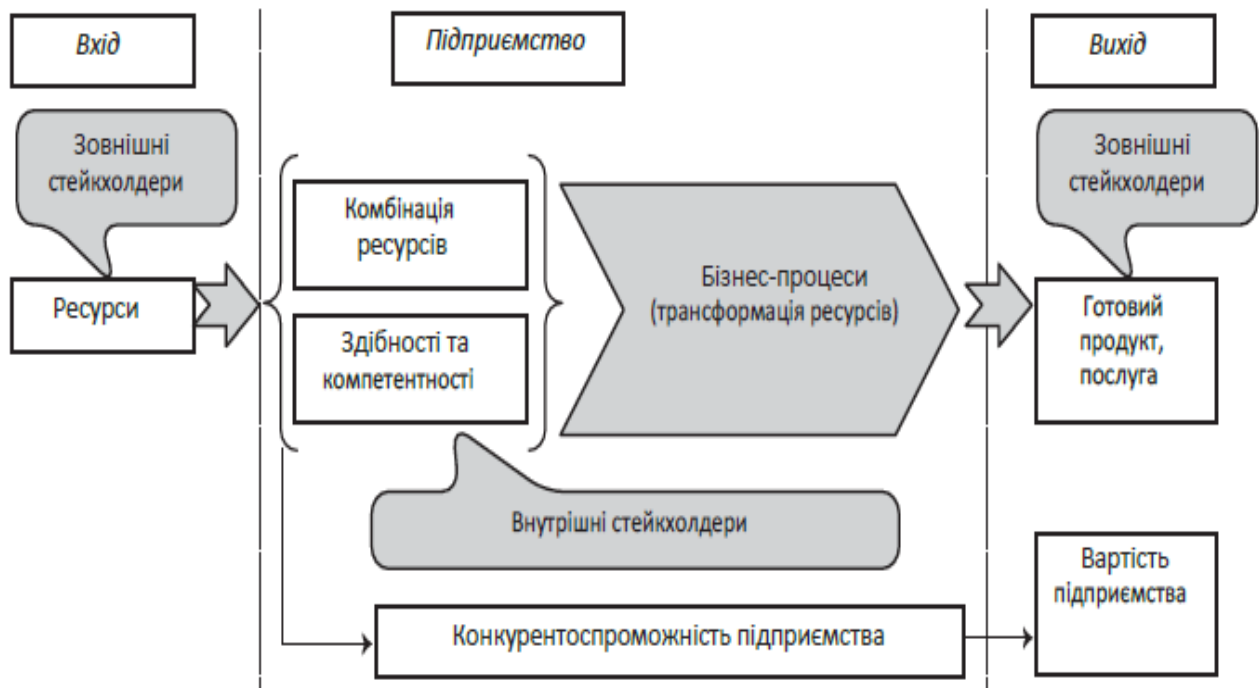 Вхід
Підприємство
Вихід
Зовнішні
стейкхолдери
Зовнішні
стейкхолдери
Ресурси
Комбінація
ресурсів
Здібності та
компетентності
Бізнес-процеси
(трансформація ресурсів)
Готовий
продукт,
послуга
Внутрішні стейкхолдери
Конкурентоспроможність підприємства
Вартість
підприємства